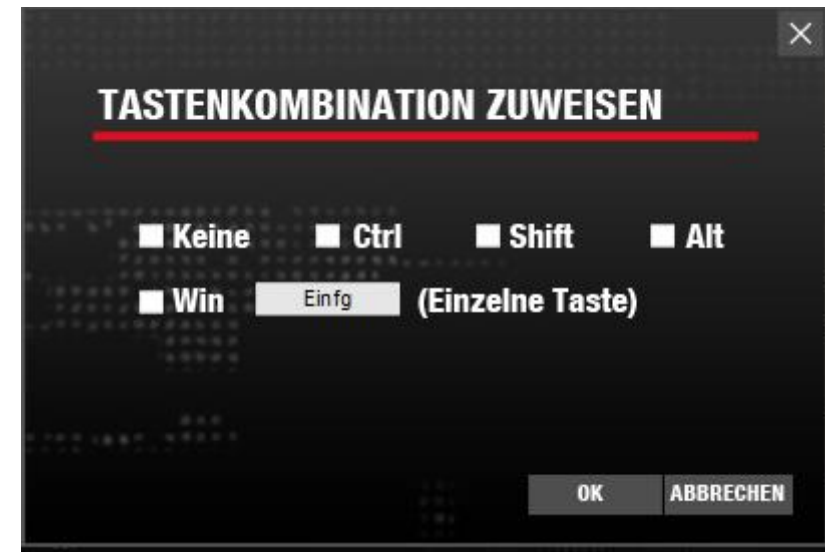 TASTENKOMBINATION ZUWEISEN
Keine Ctrl Shift Alt
Win Einfg (Einzelne Taste)
OK ABBRECHEN